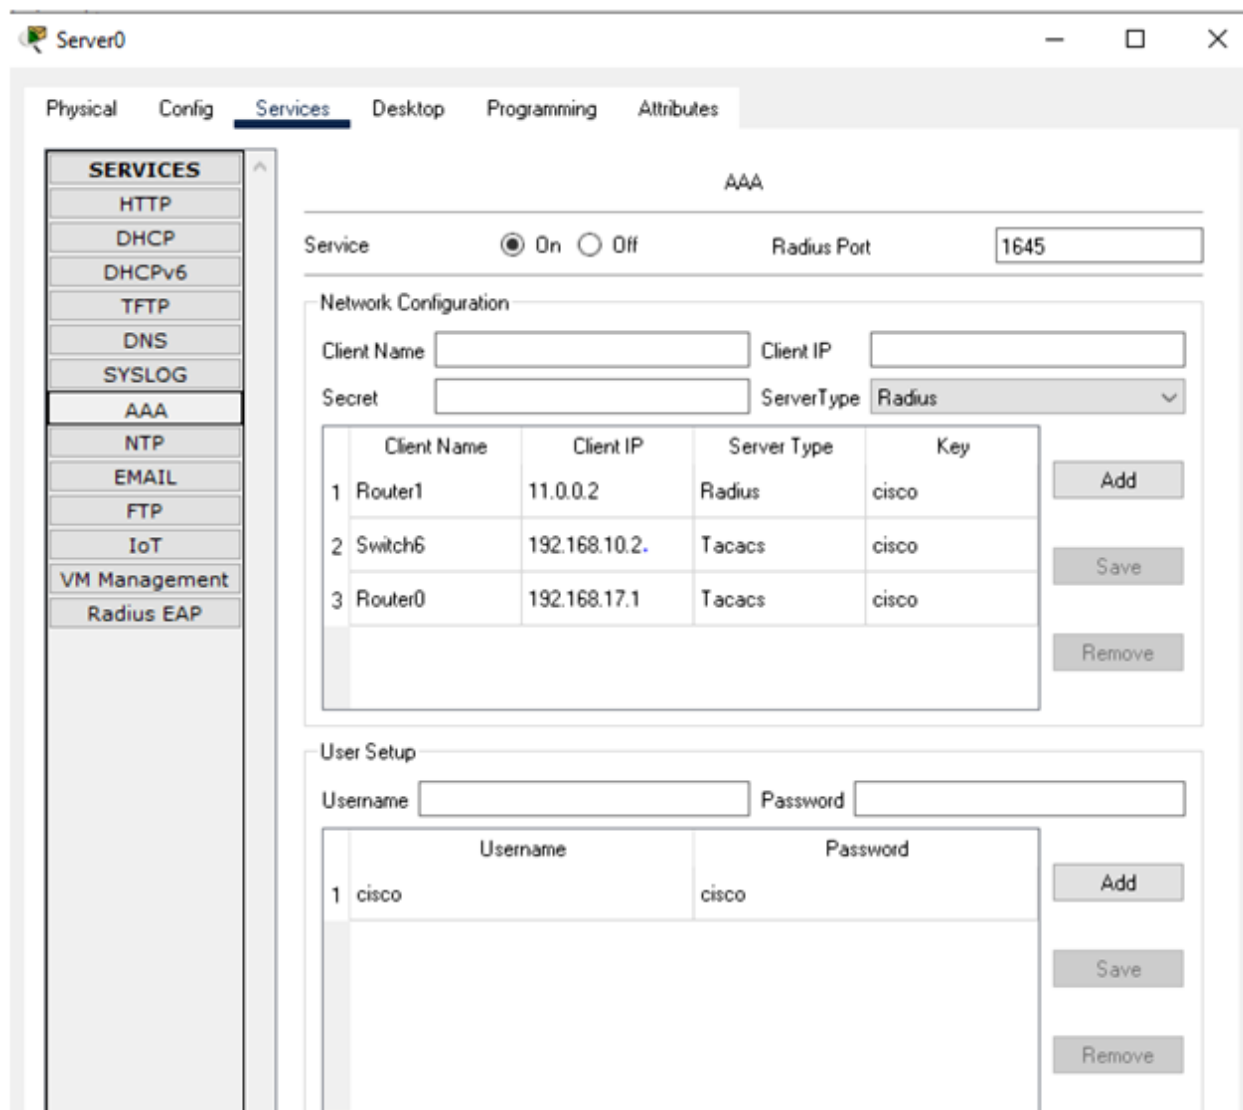 Server0
Physical Config Services Desktop Programming Attributes
SERVICES
HTTP
DHCP
DHCPv6
TFTP
DNS
SYSLOG
AAA
NTP
EMAIL
FTP
IoT
VM Management
Radius EAP
AAA
Service On Off Radius Port 1645
Network Configuration
Client Name Client IP
Secret ServerType Radius
Client Name Client IP Server Type Key
1 Router1 11.0.0.2 Radius cisco
2 Switch6 192.168.10.2. Tacacs cisco
3 Router0 192.168.17.1 Tacacs cisco
Add
Save
Remove
User Setup
Username Password
Username Password
1 cisco cisco
Add
Save
Remove